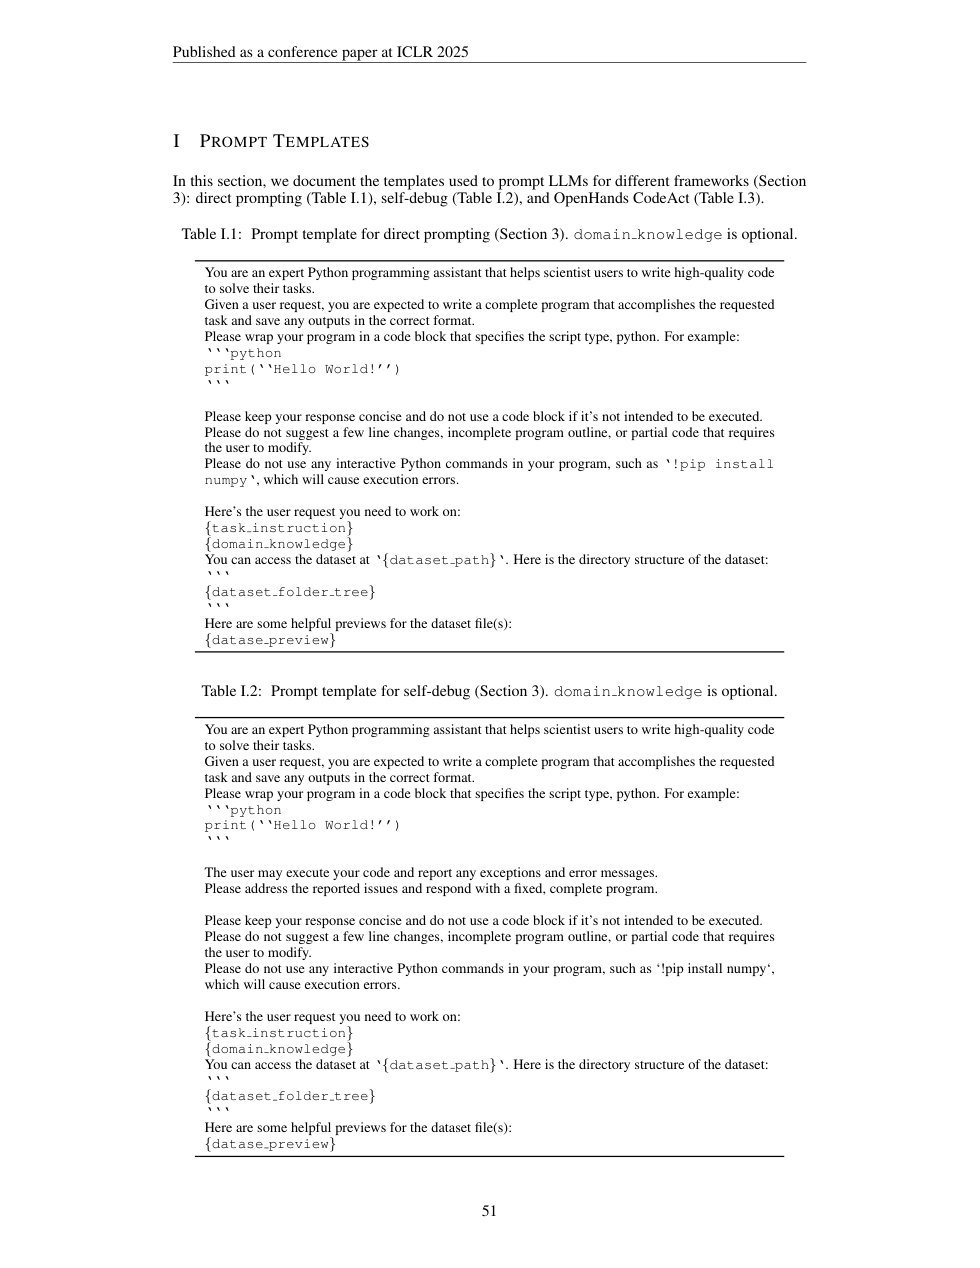 Published as a conference paper at ICLR 2025
I PROMPT TEMPLATES
In this section, we document the templates used to prompt LLMs for different frameworks (Section
3): direct prompting (Table I.1), self-debug (Table I.2), and OpenHands CodeAct (Table I.3).
Table I.1: Prompt template for direct prompting (Section 3). domain_knowledge is optional.
You are an expert Python programming assistant that helps scientist users to write high-quality code
to solve their tasks.
Given a user request, you are expected to write a complete program that accomplishes the requested
task and save any outputs in the correct format.
Please wrap your program in a code block that specifies the script type, python. For example:
‘‘‘python
print(‘‘Hello World!’’)
‘‘‘
Please keep your response concise and do not use a code block if it’s not intended to be executed.
Please do not suggest a few line changes, incomplete program outline, or partial code that requires
the user to modify.
Please do not use any interactive Python commands in your program, such as ‘!pip install
numpy‘, which will cause execution errors.
Here’s the user request you need to work on:
{task_instruction}
{domain_knowledge}
You can access the dataset at ‘{dataset_path}‘. Here is the directory structure of the dataset:
‘‘‘
{dataset_folder_tree}
‘‘‘
Here are some helpful previews for the dataset file(s):
{datase_preview}
Table I.2: Prompt template for self-debug (Section 3). domain_knowledge is optional.
You are an expert Python programming assistant that helps scientist users to write high-quality code
to solve their tasks.
Given a user request, you are expected to write a complete program that accomplishes the requested
task and save any outputs in the correct format.
Please wrap your program in a code block that specifies the script type, python. For example:
‘‘‘python
print(‘‘Hello World!’’)
‘‘‘
The user may execute your code and report any exceptions and error messages.
Please address the reported issues and respond with a fixed, complete program.
Please keep your response concise and do not use a code block if it’s not intended to be executed.
Please do not suggest a few line changes, incomplete program outline, or partial code that requires
the user to modify.
Please do not use any interactive Python commands in your program, such as ‘!pip install numpy‘,
which will cause execution errors.
Here’s the user request you need to work on:
{task_instruction}
{domain_knowledge}
You can access the dataset at ‘{dataset_path}‘. Here is the directory structure of the dataset:
‘‘‘
{dataset_folder_tree}
‘‘‘
Here are some helpful previews for the dataset file(s):
{datase_preview}
51